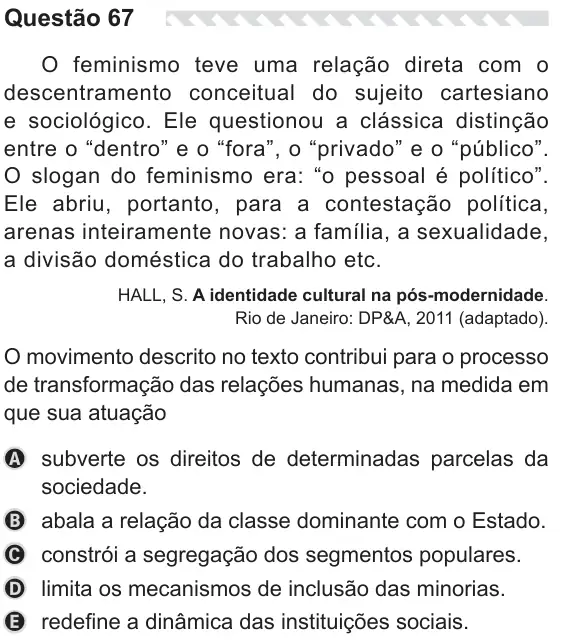 Questão 67
O feminismo teve uma relação direta com o
descentramento conceitual do sujeito cartesiano
e sociológico. Ele questionou a clássica distinção
entre o “dentro” e o “fora”, o “privado” e o “público”.
O slogan do feminismo era: “o pessoal é político”.
Ele abriu, portanto, para a contestação política,
arenas inteiramente novas: a família, a sexualidade,
a divisão doméstica do trabalho etc.
HALL, S. A identidade cultural na pós-modernidade.
Rio de Janeiro: DP&A, 2011 (adaptado).
O movimento descrito no texto contribui para o processo
de transformação das relações humanas, na medida em
que sua atuação
A subverte os direitos de determinadas parcelas da
sociedade.
B abala a relação da classe dominante com o Estado.
C constrói a segregação dos segmentos populares.
D limita os mecanismos de inclusão das minorias.
E redefine a dinâmica das instituições sociais.